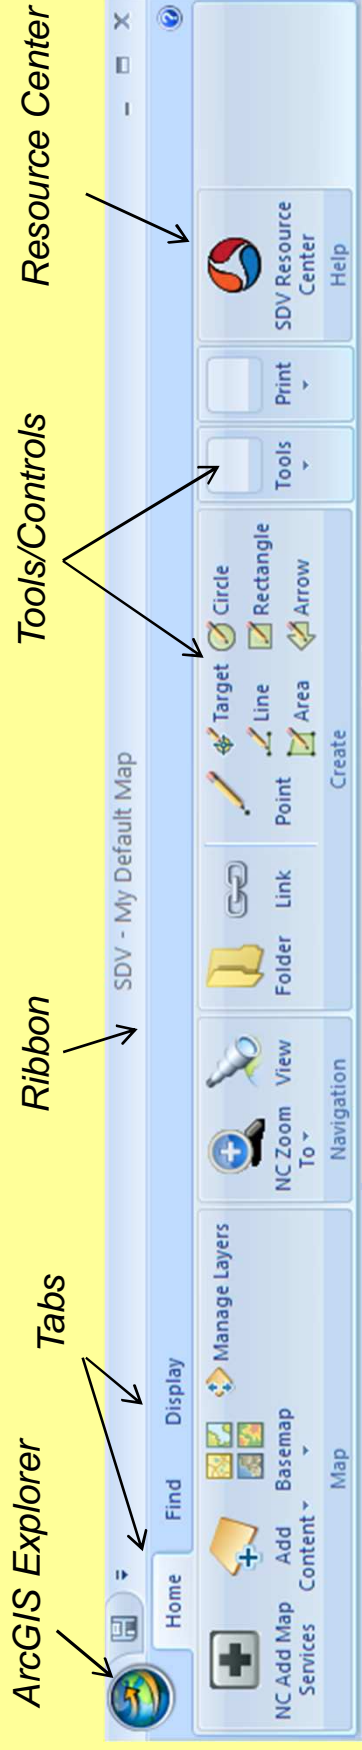 ArcGIS Explorer
Tabs
Ribbon
Tools/Controls
Resource Center
SDV - My Default Map
Home
Find
Display
NC Add Map
Services
Add
Content
Basemap
Manage Layers
Map
NC Zoom
To
View
Navigation
Folder
Link
Point
Target
Circle
Line
Rectangle
Area
Arrow
Create
Tools
Print
SDV Resource
Center
Help